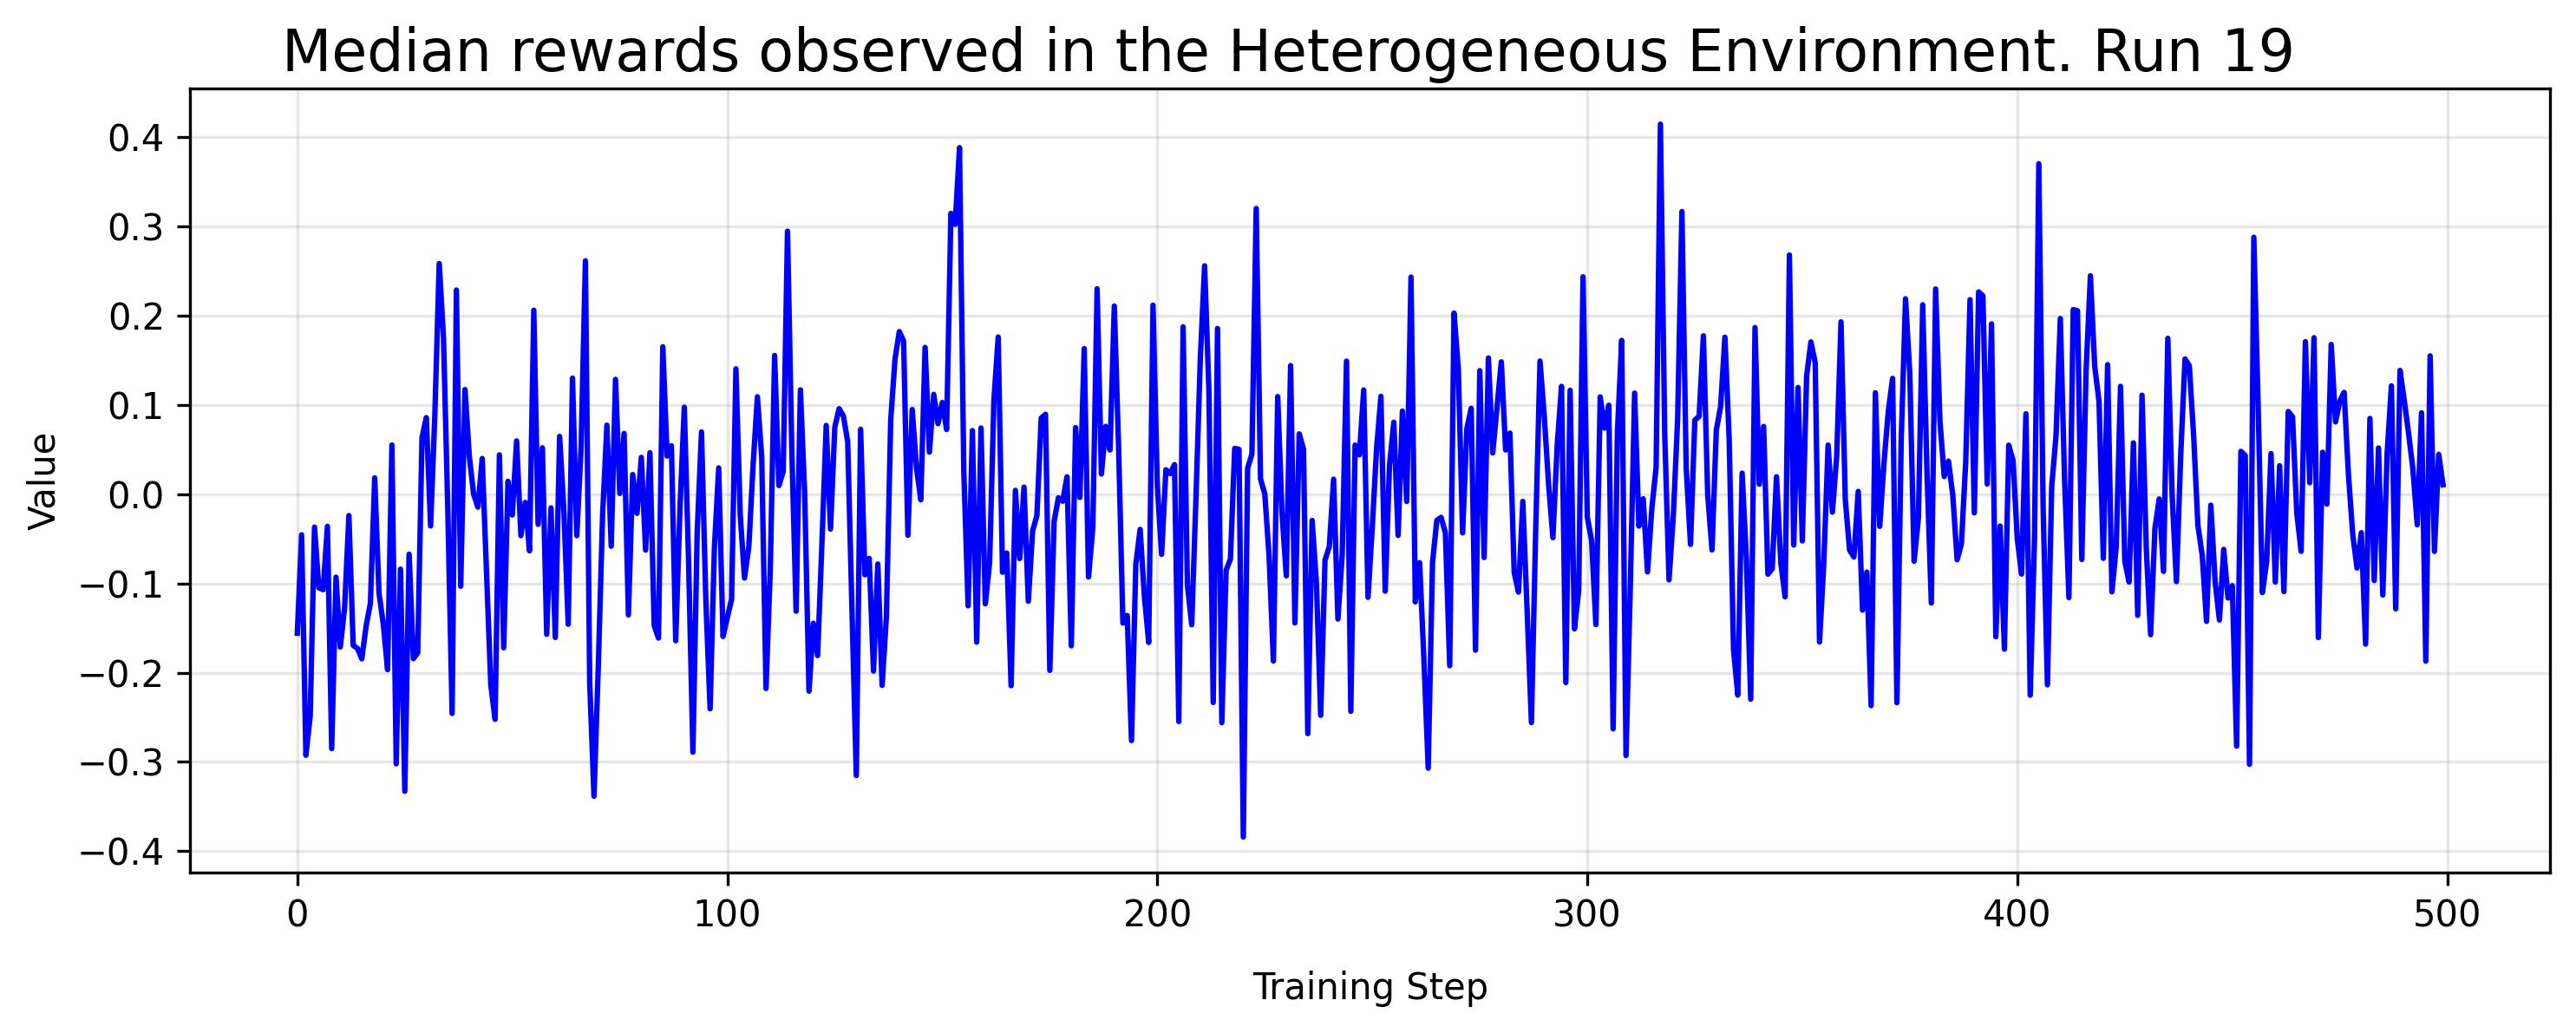 Median rewards observed in the Heterogeneous Environment. Run 19
0.4
0.3
0.2
0.1
0.0
−0.1
−0.2
−0.3
−0.4
Value
0 100 200 300 400 500
Training Step